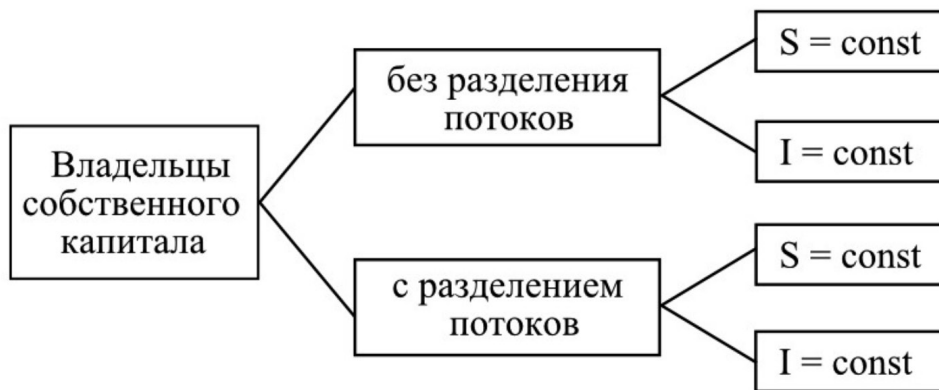 Владельцы
собственного
капитала
без разделения
потоков
S = const
I = const
с разделением
потоков
S = const
I = const